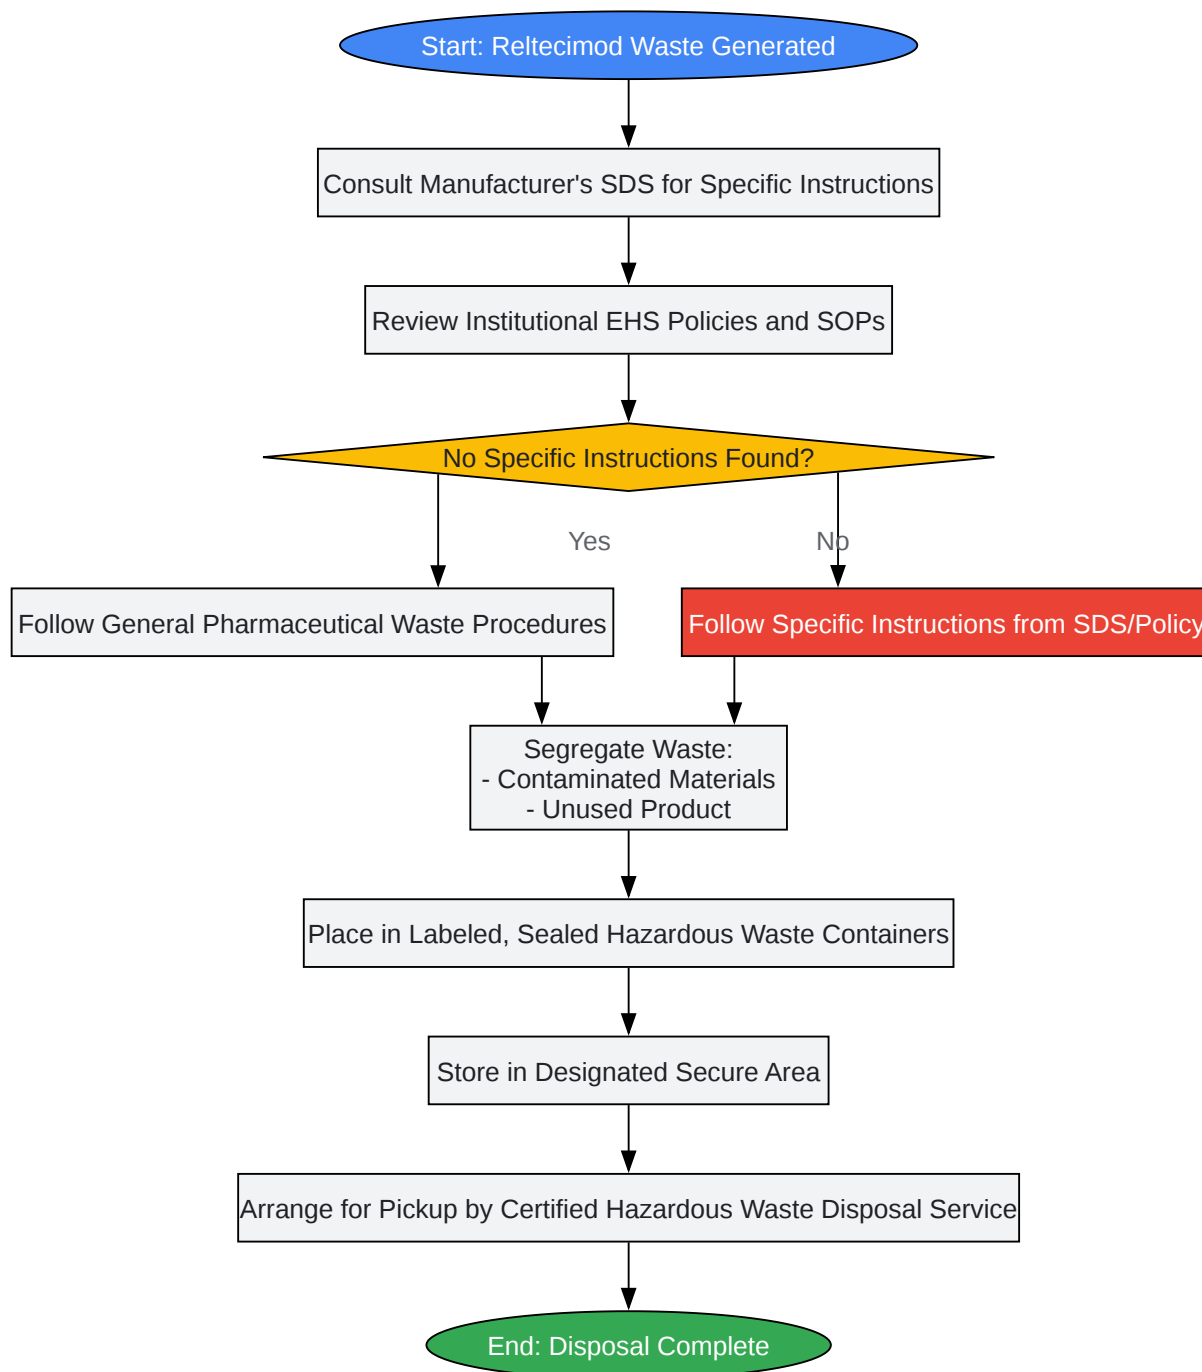 Start: Reltecimod Waste Generated
Consult Manufacturer's SDS for Specific Instructions
Review Institutional EHS Policies and SOPs
No Specific Instructions Found?
Yes
No
Follow General Pharmaceutical Waste Procedures
Follow Specific Instructions from SDS/Policy
Segregate Waste:
- Contaminated Materials
- Unused Product
Place in Labeled, Sealed Hazardous Waste Containers
Store in Designated Secure Area
Arrange for Pickup by Certified Hazardous Waste Disposal Service
End: Disposal Complete